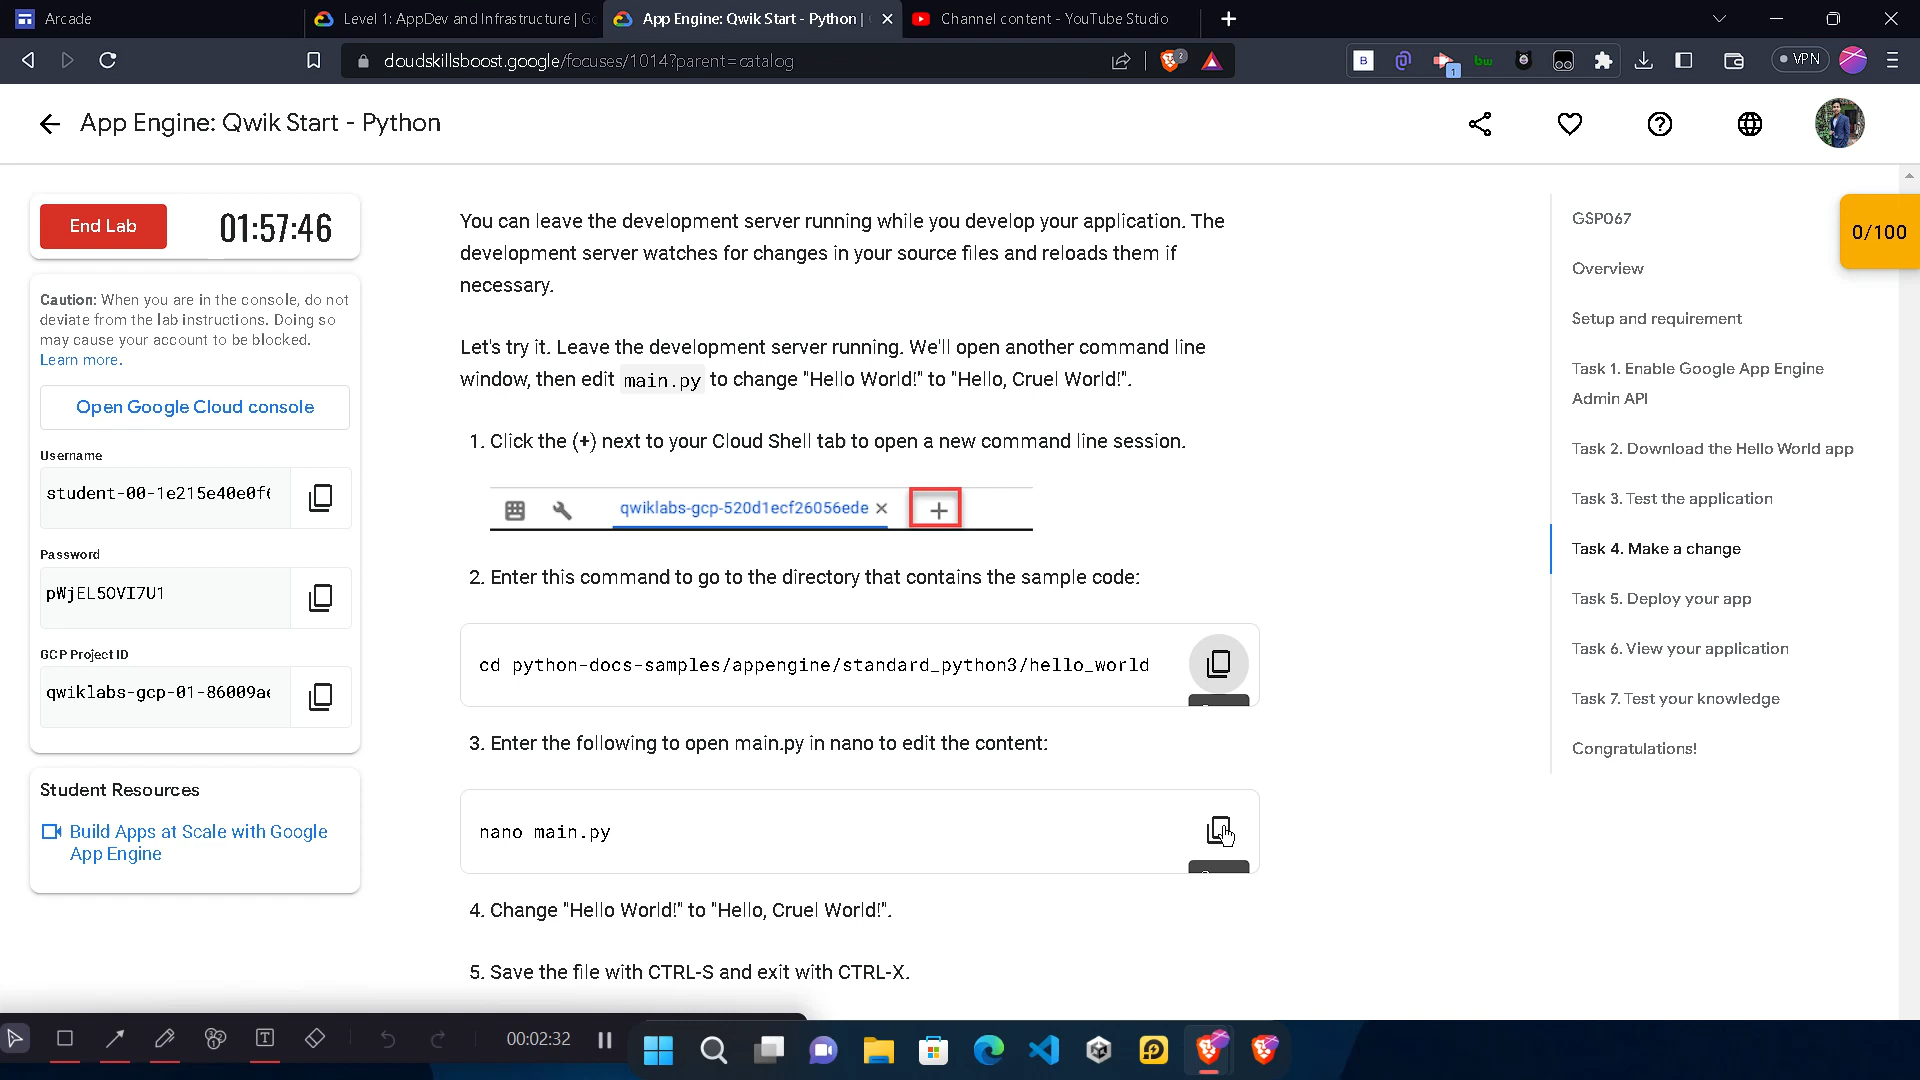 Arcade
Level 1: AppDev and Infrastructure | Go
App Engine: Qwik Start - Python |
Channel content - YouTube Studio
cloudskillsboost.google/focuses/1014?parent=catalog
2
B
1
bw
VPN
App Engine: Qwik Start - Python
End Lab
01:57:46
Caution: When you are in the console, do not
deviate from the lab instructions. Doing so
may cause your account to be blocked.
Learn more.
Open Google Cloud console
Username
student-00-1e215e40e0f6
Password
pWjEL5OVI7U1
GCP Project ID
qwiklabs-gcp-01-86009ae
Student Resources
Build Apps at Scale with Google
App Engine
You can leave the development server running while you develop your application. The
development server watches for changes in your source files and reloads them if
necessary.
Let's try it. Leave the development server running. We'll open another command line
window, then edit main.py to change "Hello World!" to "Hello, Cruel World!".
1. Click the (+) next to your Cloud Shell tab to open a new command line session.
qwiklabs-gcp-520d1ecf26056ede
2. Enter this command to go to the directory that contains the sample code:
cd python-docs-samples/appengine/standard_python3/hello_world
3. Enter the following to open main.py in nano to edit the content:
nano main.py
4. Change "Hello World!" to "Hello, Cruel World!".
5. Save the file with CTRL-S and exit with CTRL-X.
GSP067
Overview
Setup and requirement
Task 1. Enable Google App Engine
Admin API
Task 2. Download the Hello World app
Task 3. Test the application
Task 4. Make a change
Task 5. Deploy your app
Task 6. View your application
Task 7. Test your knowledge
Congratulations!
0/100
00:02:32